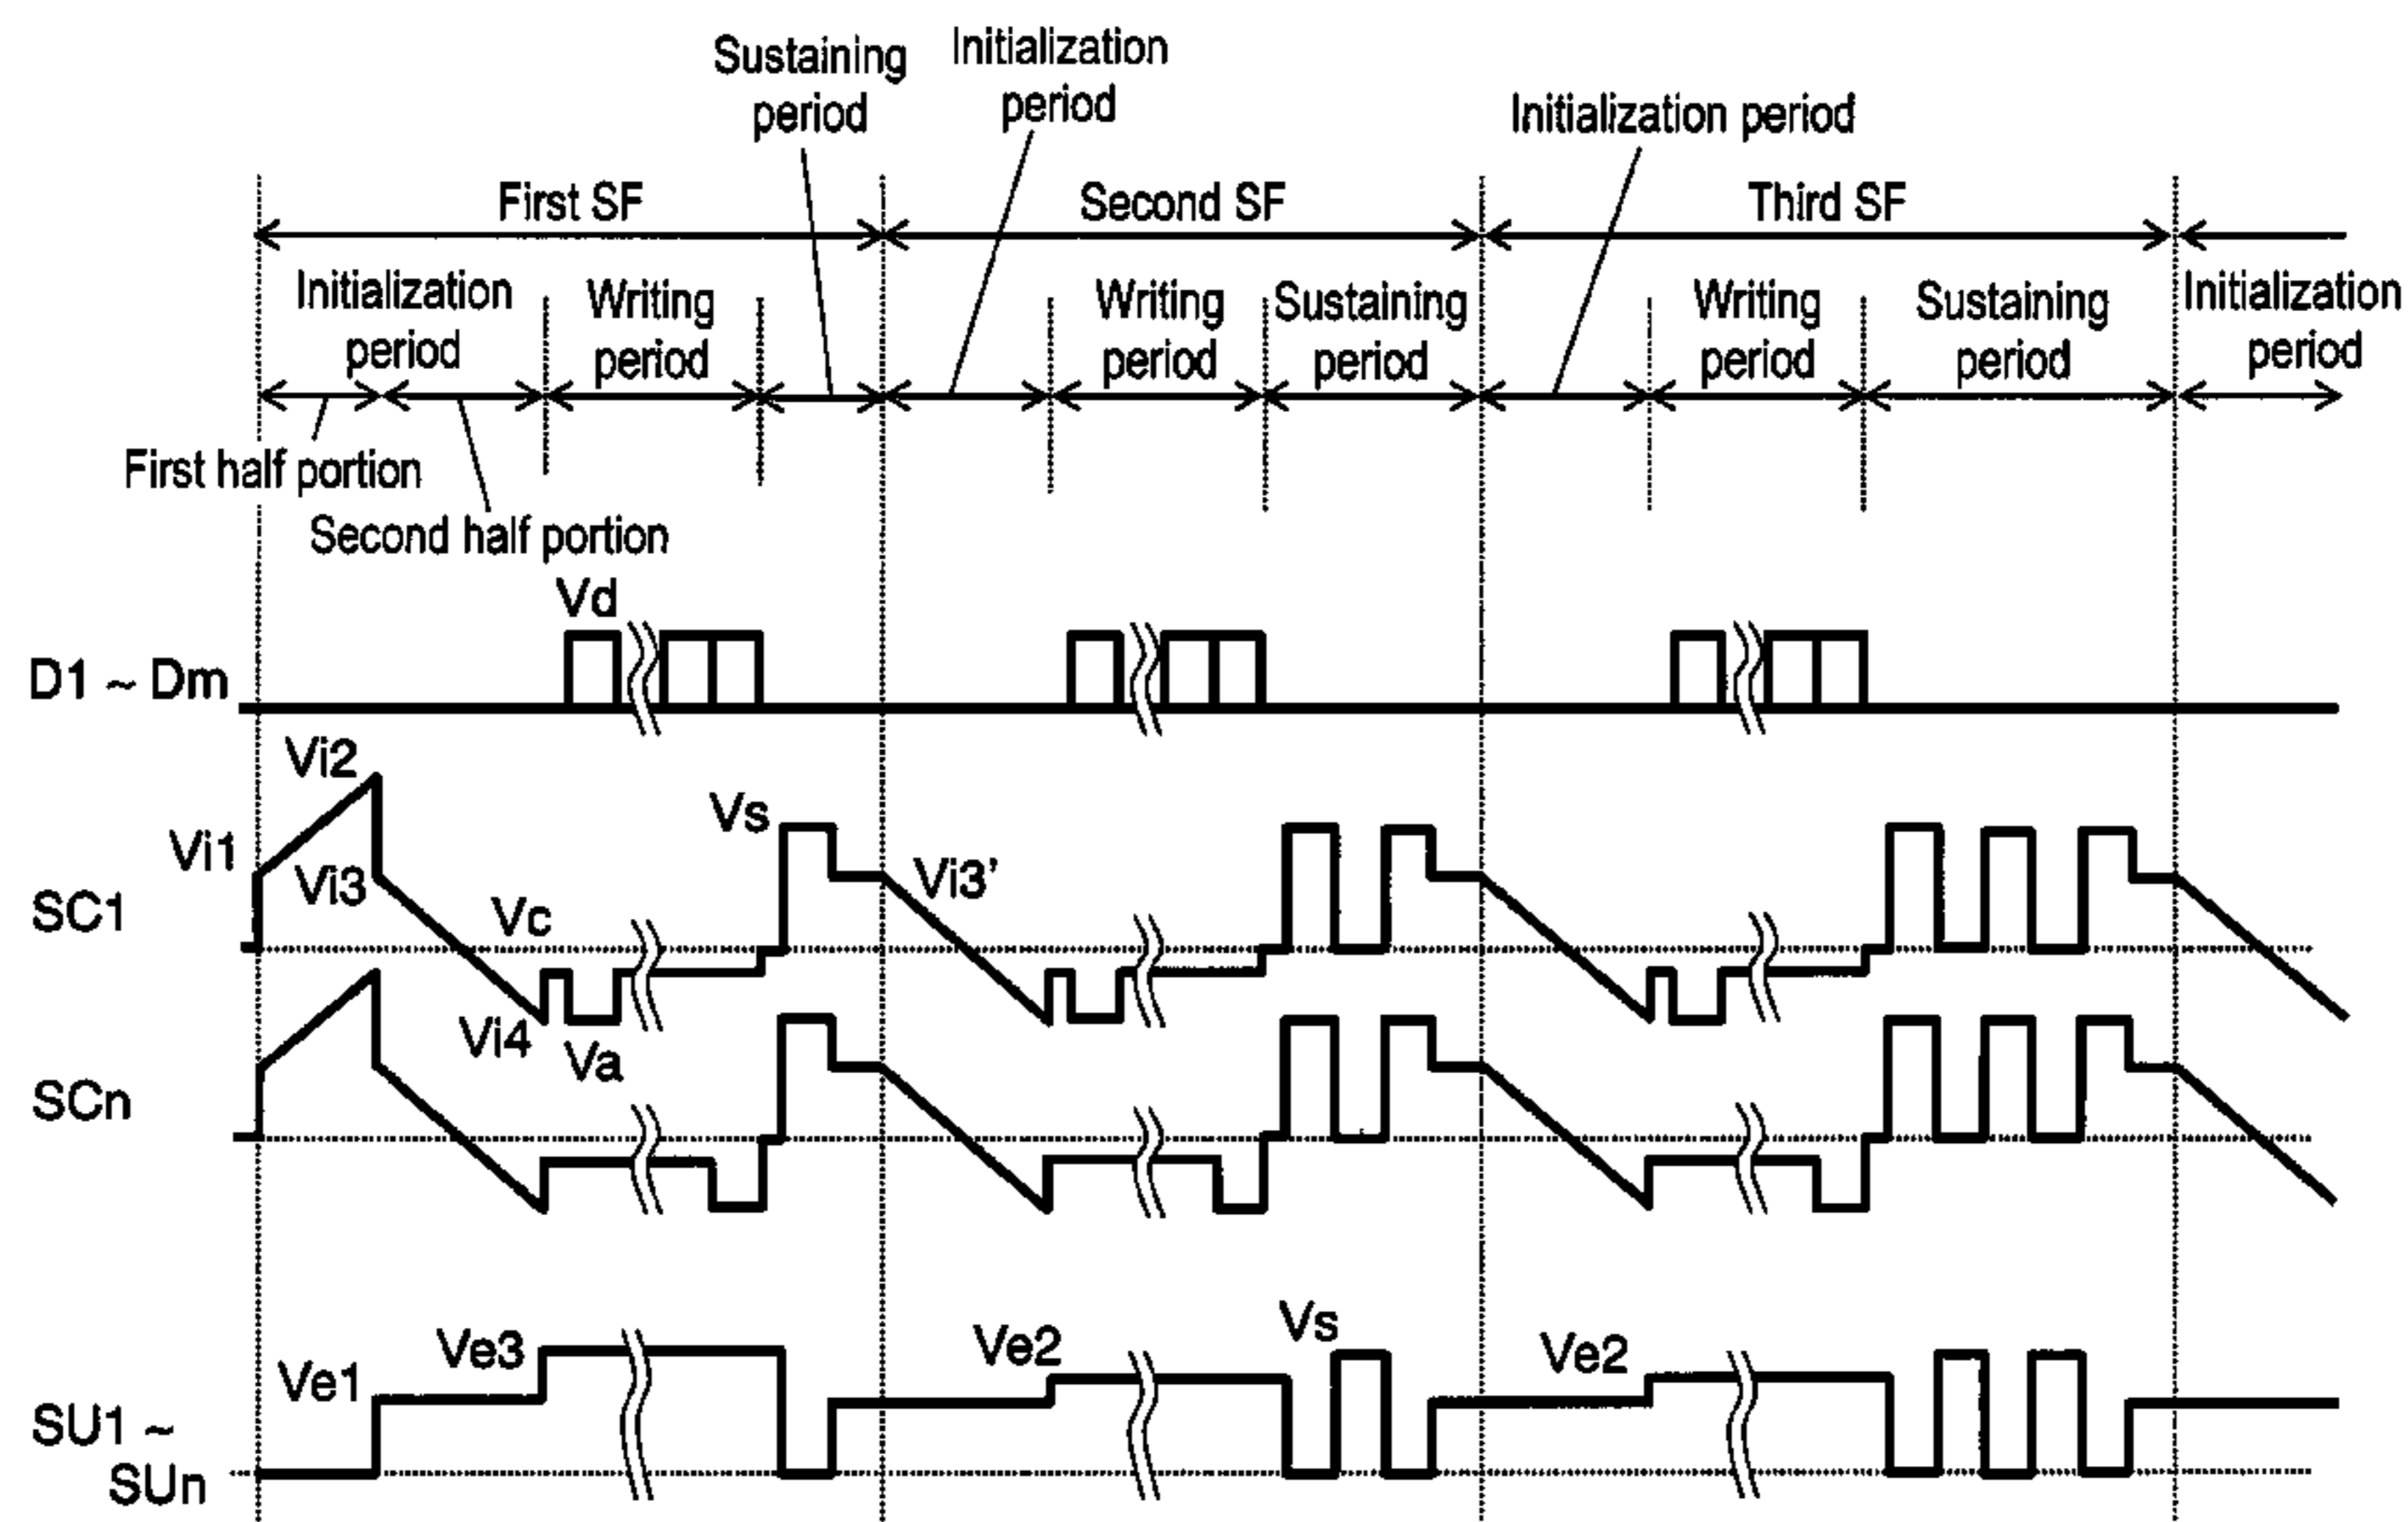 Sustaining
period
Initialization
period
Initialization period
First SF
Second SF
Third SF
Initialization
period
Writing
period
Writing
period
Sustaining
period
Writing
period
Sustaining
period
Initialization
period
First half portion
Second half portion
Vd
D1 ~ Dm
Vi2
Vi1
Vi3
Vs
Vi3'
Vc
SC1
Vi4
Va
SCn
Ve3
Ve1
Ve2
Vs
Ve2
SU1 ~
SUn